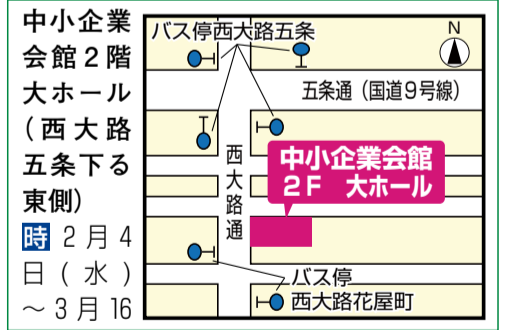 中小企業
会館２階
大ホール
(西大路
五条下る
東側)
時 ２月４
日(水)
～３月16
バス停西大路五条
N
五条通（国道９号線）
西大路通
中小企業会館
２F 大ホール
バス停
西大路花屋町